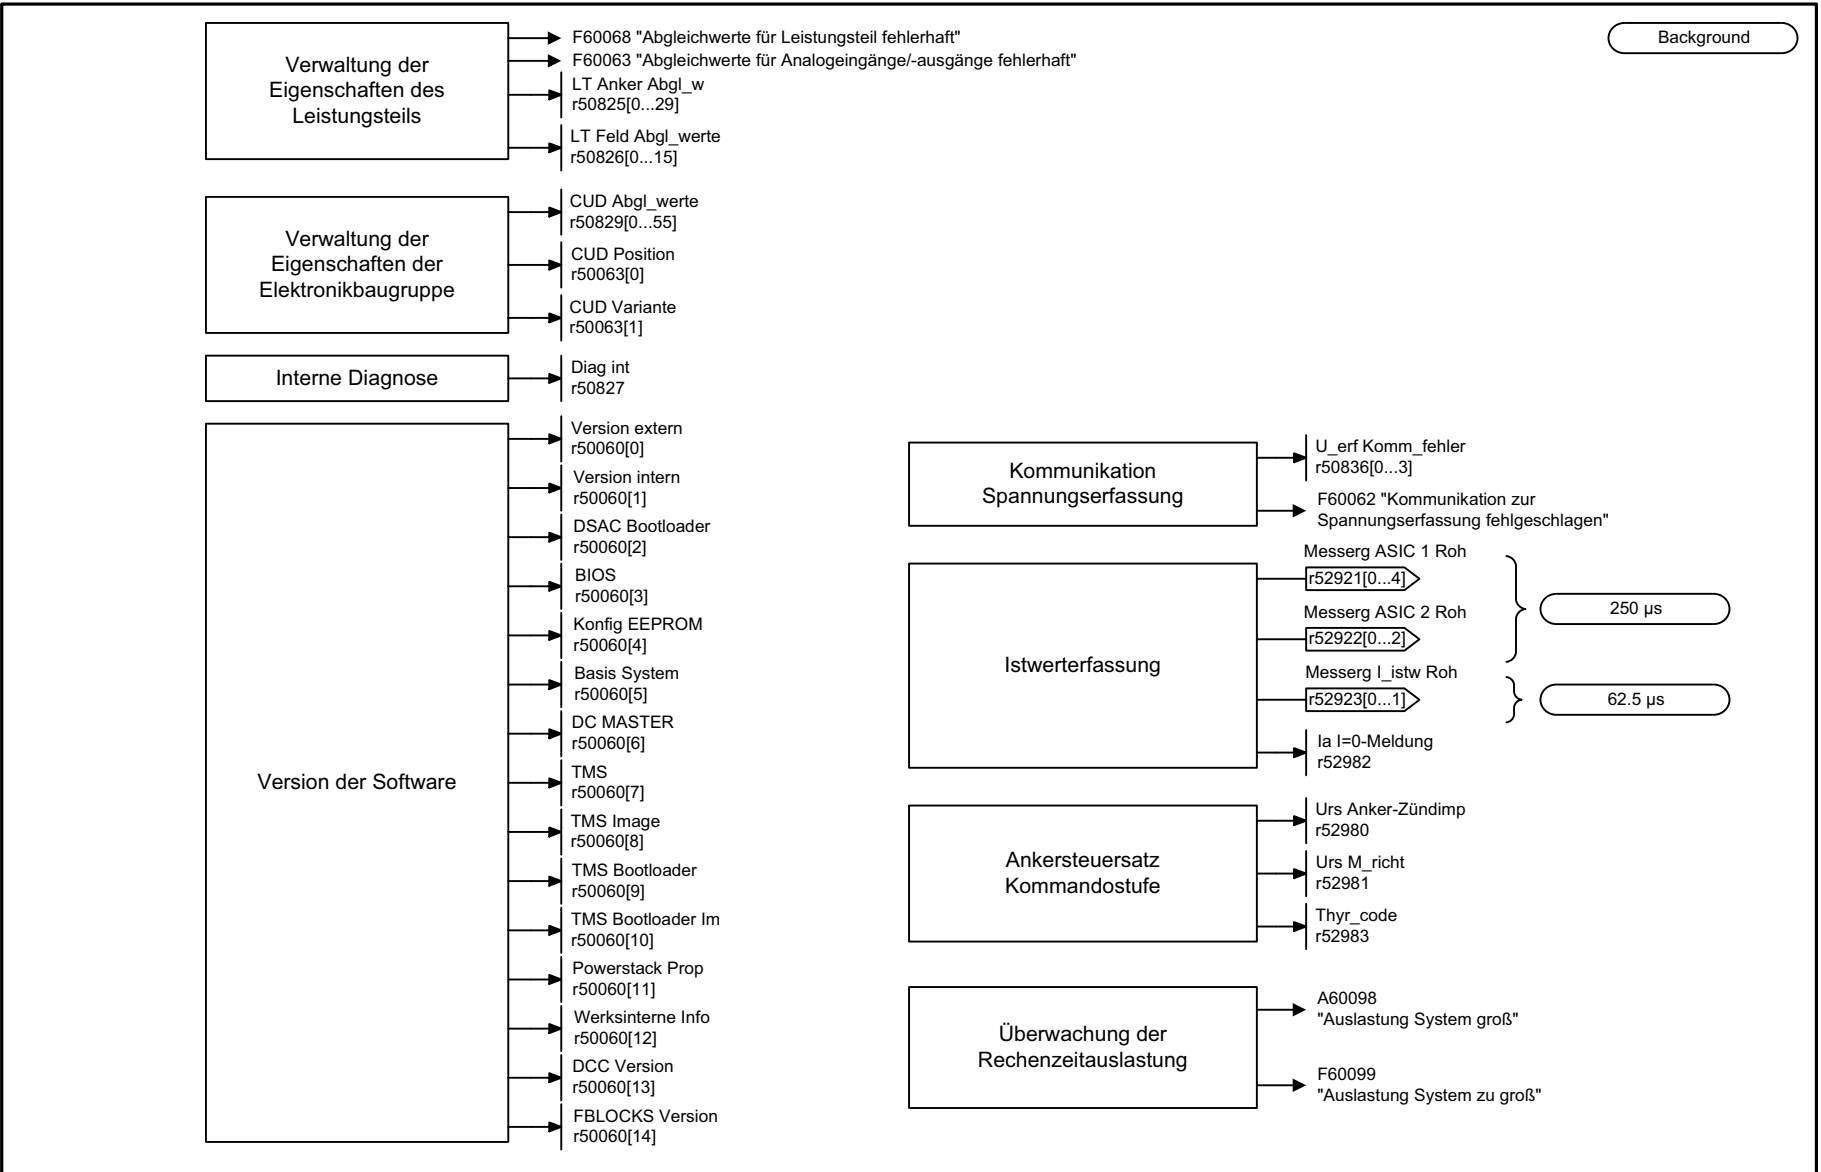 Background
Verwaltung der
Eigenschaften des
Leistungsteils
F60068 "Abgleichwerte für Leistungsteil fehlerhaft"
F60063 "Abgleichwerte für Analogeingänge/-ausgänge fehlerhaft"
LT Anker Abgl_w
r50825[0...29]
LT Feld Abgl_werte
r50826[0...15]
Verwaltung der
Eigenschaften der
Elektronikbaugruppe
CUD Abgl_werte
r50829[0...55]
CUD Position
r50063[0]
CUD Variante
r50063[1]
Interne Diagnose
Diag int
r50827
Version der Software
Version extern
r50060[0]
Version intern
r50060[1]
DSAC Bootloader
r50060[2]
BIOS
r50060[3]
Konfig EEPROM
r50060[4]
Basis System
r50060[5]
DC MASTER
r50060[6]
TMS
r50060[7]
TMS Image
r50060[8]
TMS Bootloader
r50060[9]
TMS Bootloader Im
r50060[10]
Powerstack Prop
r50060[11]
Werksinterne Info
r50060[12]
DCC Version
r50060[13]
FBLOCKS Version
r50060[14]
Kommunikation
Spannungserfassung
U_erf Komm_fehler
r50836[0...3]
F60062 "Kommunikation zur
Spannungserfassung fehlgeschlagen"
Istwerterfassung
Messerg ASIC 1 Roh
r52921[0...4]
Messerg ASIC 2 Roh
r52922[0...2]
250 µs
Messerg I_istw Roh
r52923[0...1]
62.5 µs
Ia I=0-Meldung
r52982
Ankersteuersatz
Kommandostufe
Urs Anker-Zündimp
r52980
Urs M_richt
r52981
Thyr_code
r52983
Überwachung der
Rechenzeitauslastung
A60098
"Auslastung System groß"
F60099
"Auslastung System zu groß"